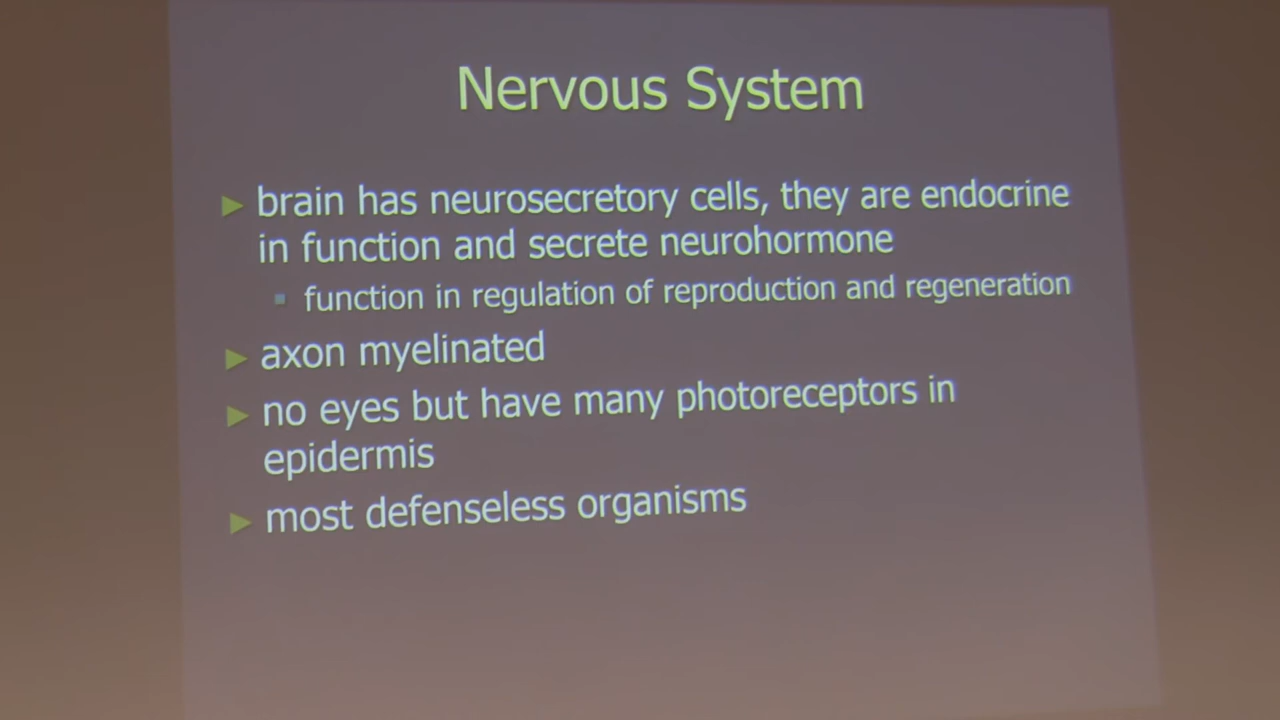 Nervous System
brain has neurosecretory cells, they are endocrine
in function and secrete neurohormone
function in regulation of reproduction and regeneration
axon myelinated
no eyes but have many photoreceptors in
epidermis
most defenseless organisms